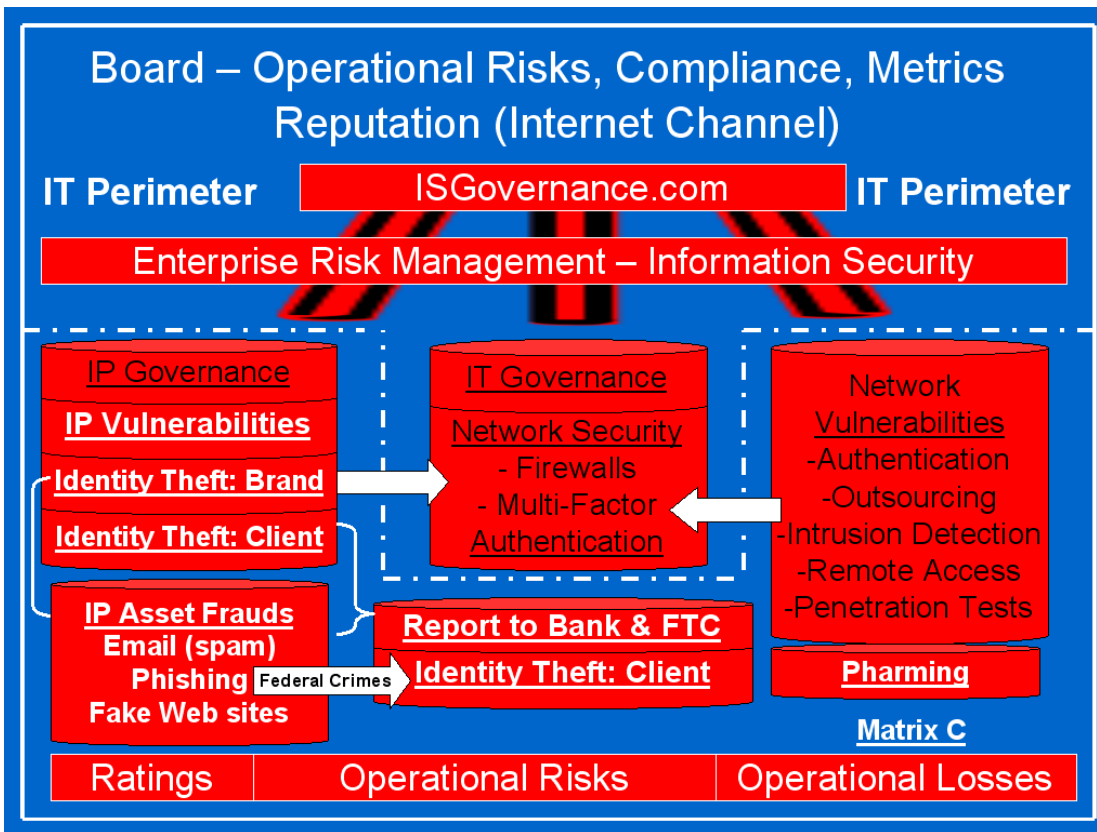 Board – Operational Risks, Compliance, Metrics
Reputation (Internet Channel)
IT Perimeter
ISGovernance.com
IT Perimeter
Enterprise Risk Management – Information Security
IP Governance
IP Vulnerabilities
Identity Theft: Brand
Identity Theft: Client
IP Asset Frauds
Email (spam)
Phishing
Fake Web sites
Federal Crimes
IT Governance
Network Security
- Firewalls
- Multi-Factor
Authentication
Report to Bank & FTC
Identity Theft: Client
Network
Vulnerabilities
-Authentication
-Outsourcing
-Intrusion Detection
-Remote Access
-Penetration Tests
Pharming
Matrix C
Ratings
Operational Risks
Operational Losses